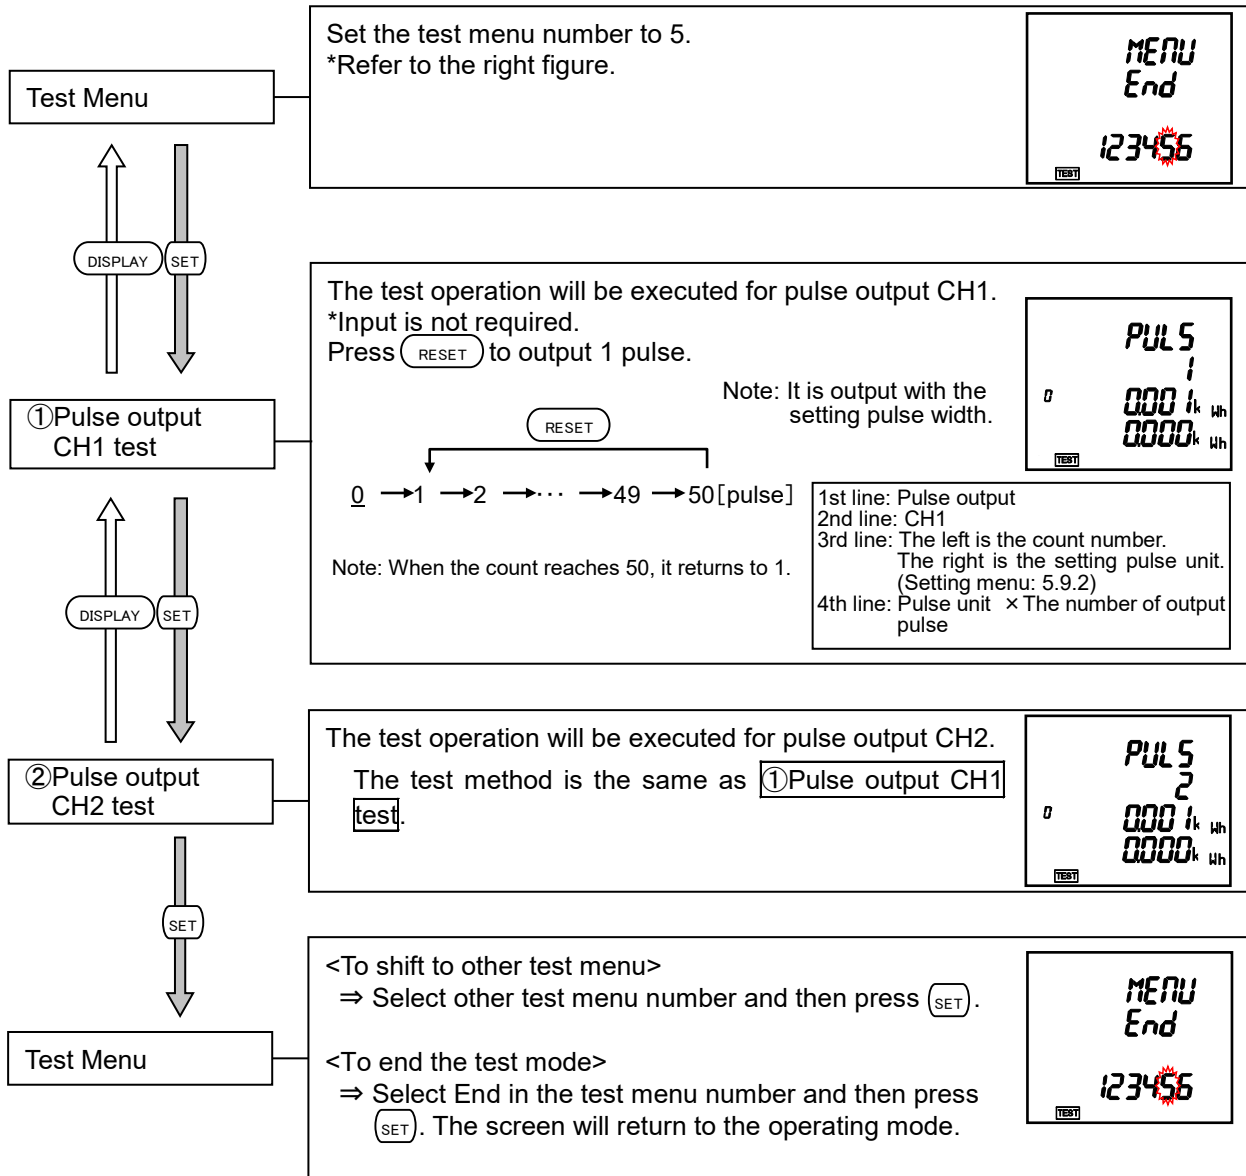 Test Menu
Set the test menu number to 5.
*Refer to the right figure.
MENU
End
123456
TEST
DISPLAY
SET
①Pulse output
CH1 test
The test operation will be executed for pulse output CH1.
*Input is not required.
Press RESET to output 1 pulse.
Note: It is output with the
setting pulse width.
RESET
0 →1 →2 →··· →49 →50[pulse]
Note: When the count reaches 50, it returns to 1.
PULS
1
0 0.001k Wh
0.000k Wh
TEST
1st line: Pulse output
2nd line: CH1
3rd line: The left is the count number.
The right is the setting pulse unit.
(Setting menu: 5.9.2)
4th line: Pulse unit ×The number of output
pulse
DISPLAY
SET
②Pulse output
CH2 test
The test operation will be executed for pulse output CH2.
The test method is the same as ①Pulse output CH1
test.
PULS
2
0 0.001k Wh
0.000k Wh
TEST
SET
Test Menu
<To shift to other test menu>
⇒ Select other test menu number and then press SET.
<To end the test mode>
⇒ Select End in the test menu number and then press
SET. The screen will return to the operating mode.
MENU
End
123456
TEST